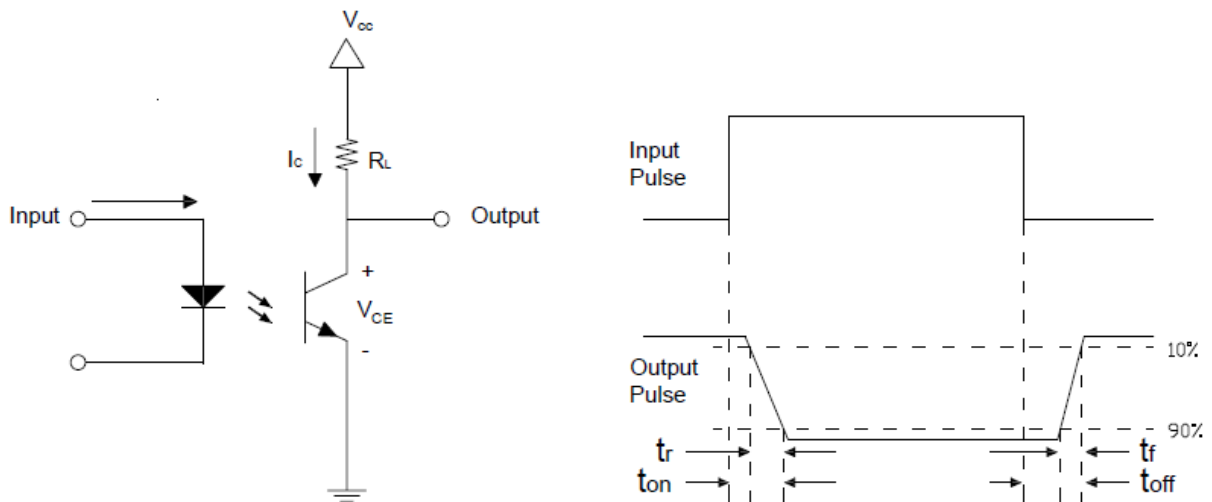 Vcc
Ic
RL
Input
Output
+
VCE
-
Input
Pulse
Output
Pulse
10%
90%
tr
tf
ton
toff